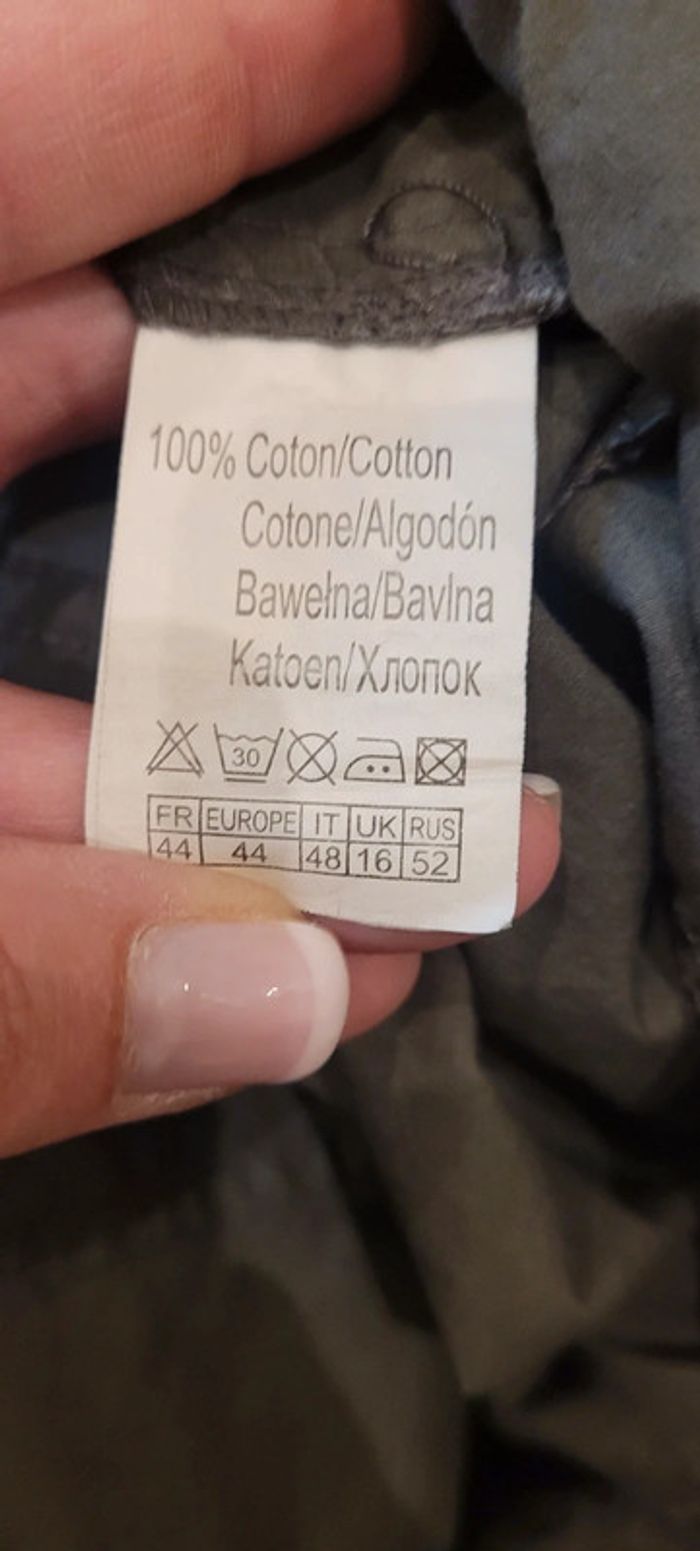 100% Coton/Cotton
Cotone/Algodón
Bawełna/Bavlna
Katoen/Хлопок
30
FR EUROPE IT UK RUS
44 44 48 16 52